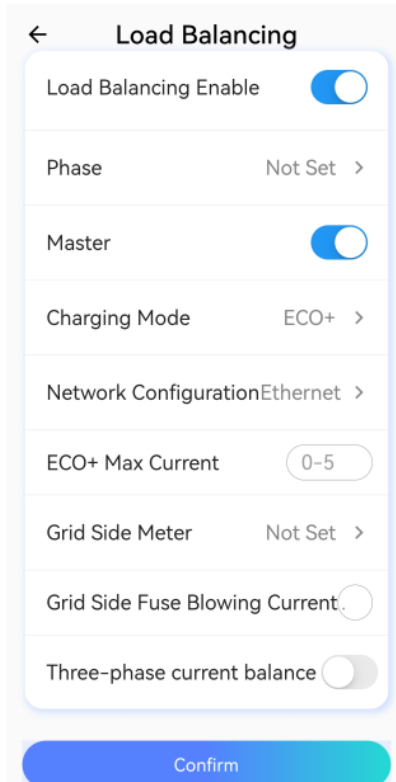 Load Balancing
Load Balancing Enable
Phase Not Set >
Master
Charging Mode ECO+ >
Network Configuration Ethernet >
ECO+ Max Current 0-5
Grid Side Meter Not Set >
Grid Side Fuse Blowing Current
Three-phase current balance
Confirm